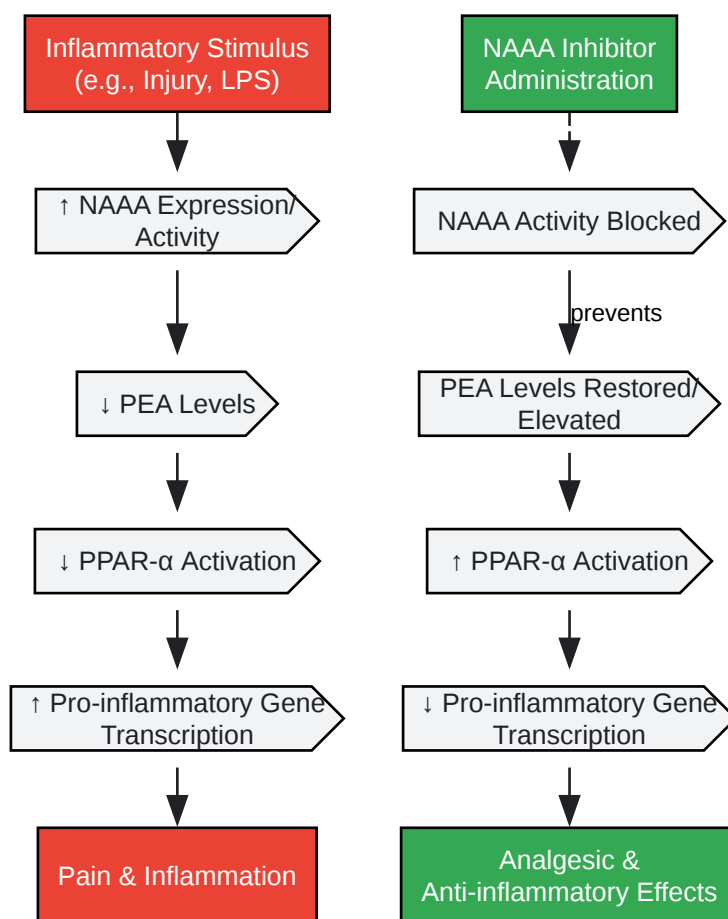 Inflammatory Stimulus
(e.g., Injury, LPS)
↑ NAAA Expression/
Activity
↓ PEA Levels
↓ PPAR-α Activation
↑ Pro-inflammatory Gene
Transcription
Pain & Inflammation
NAAA Inhibitor
Administration
NAAA Activity Blocked
prevents
PEA Levels Restored/
Elevated
↑ PPAR-α Activation
↓ Pro-inflammatory Gene
Transcription
Analgesic &
Anti-inflammatory Effects